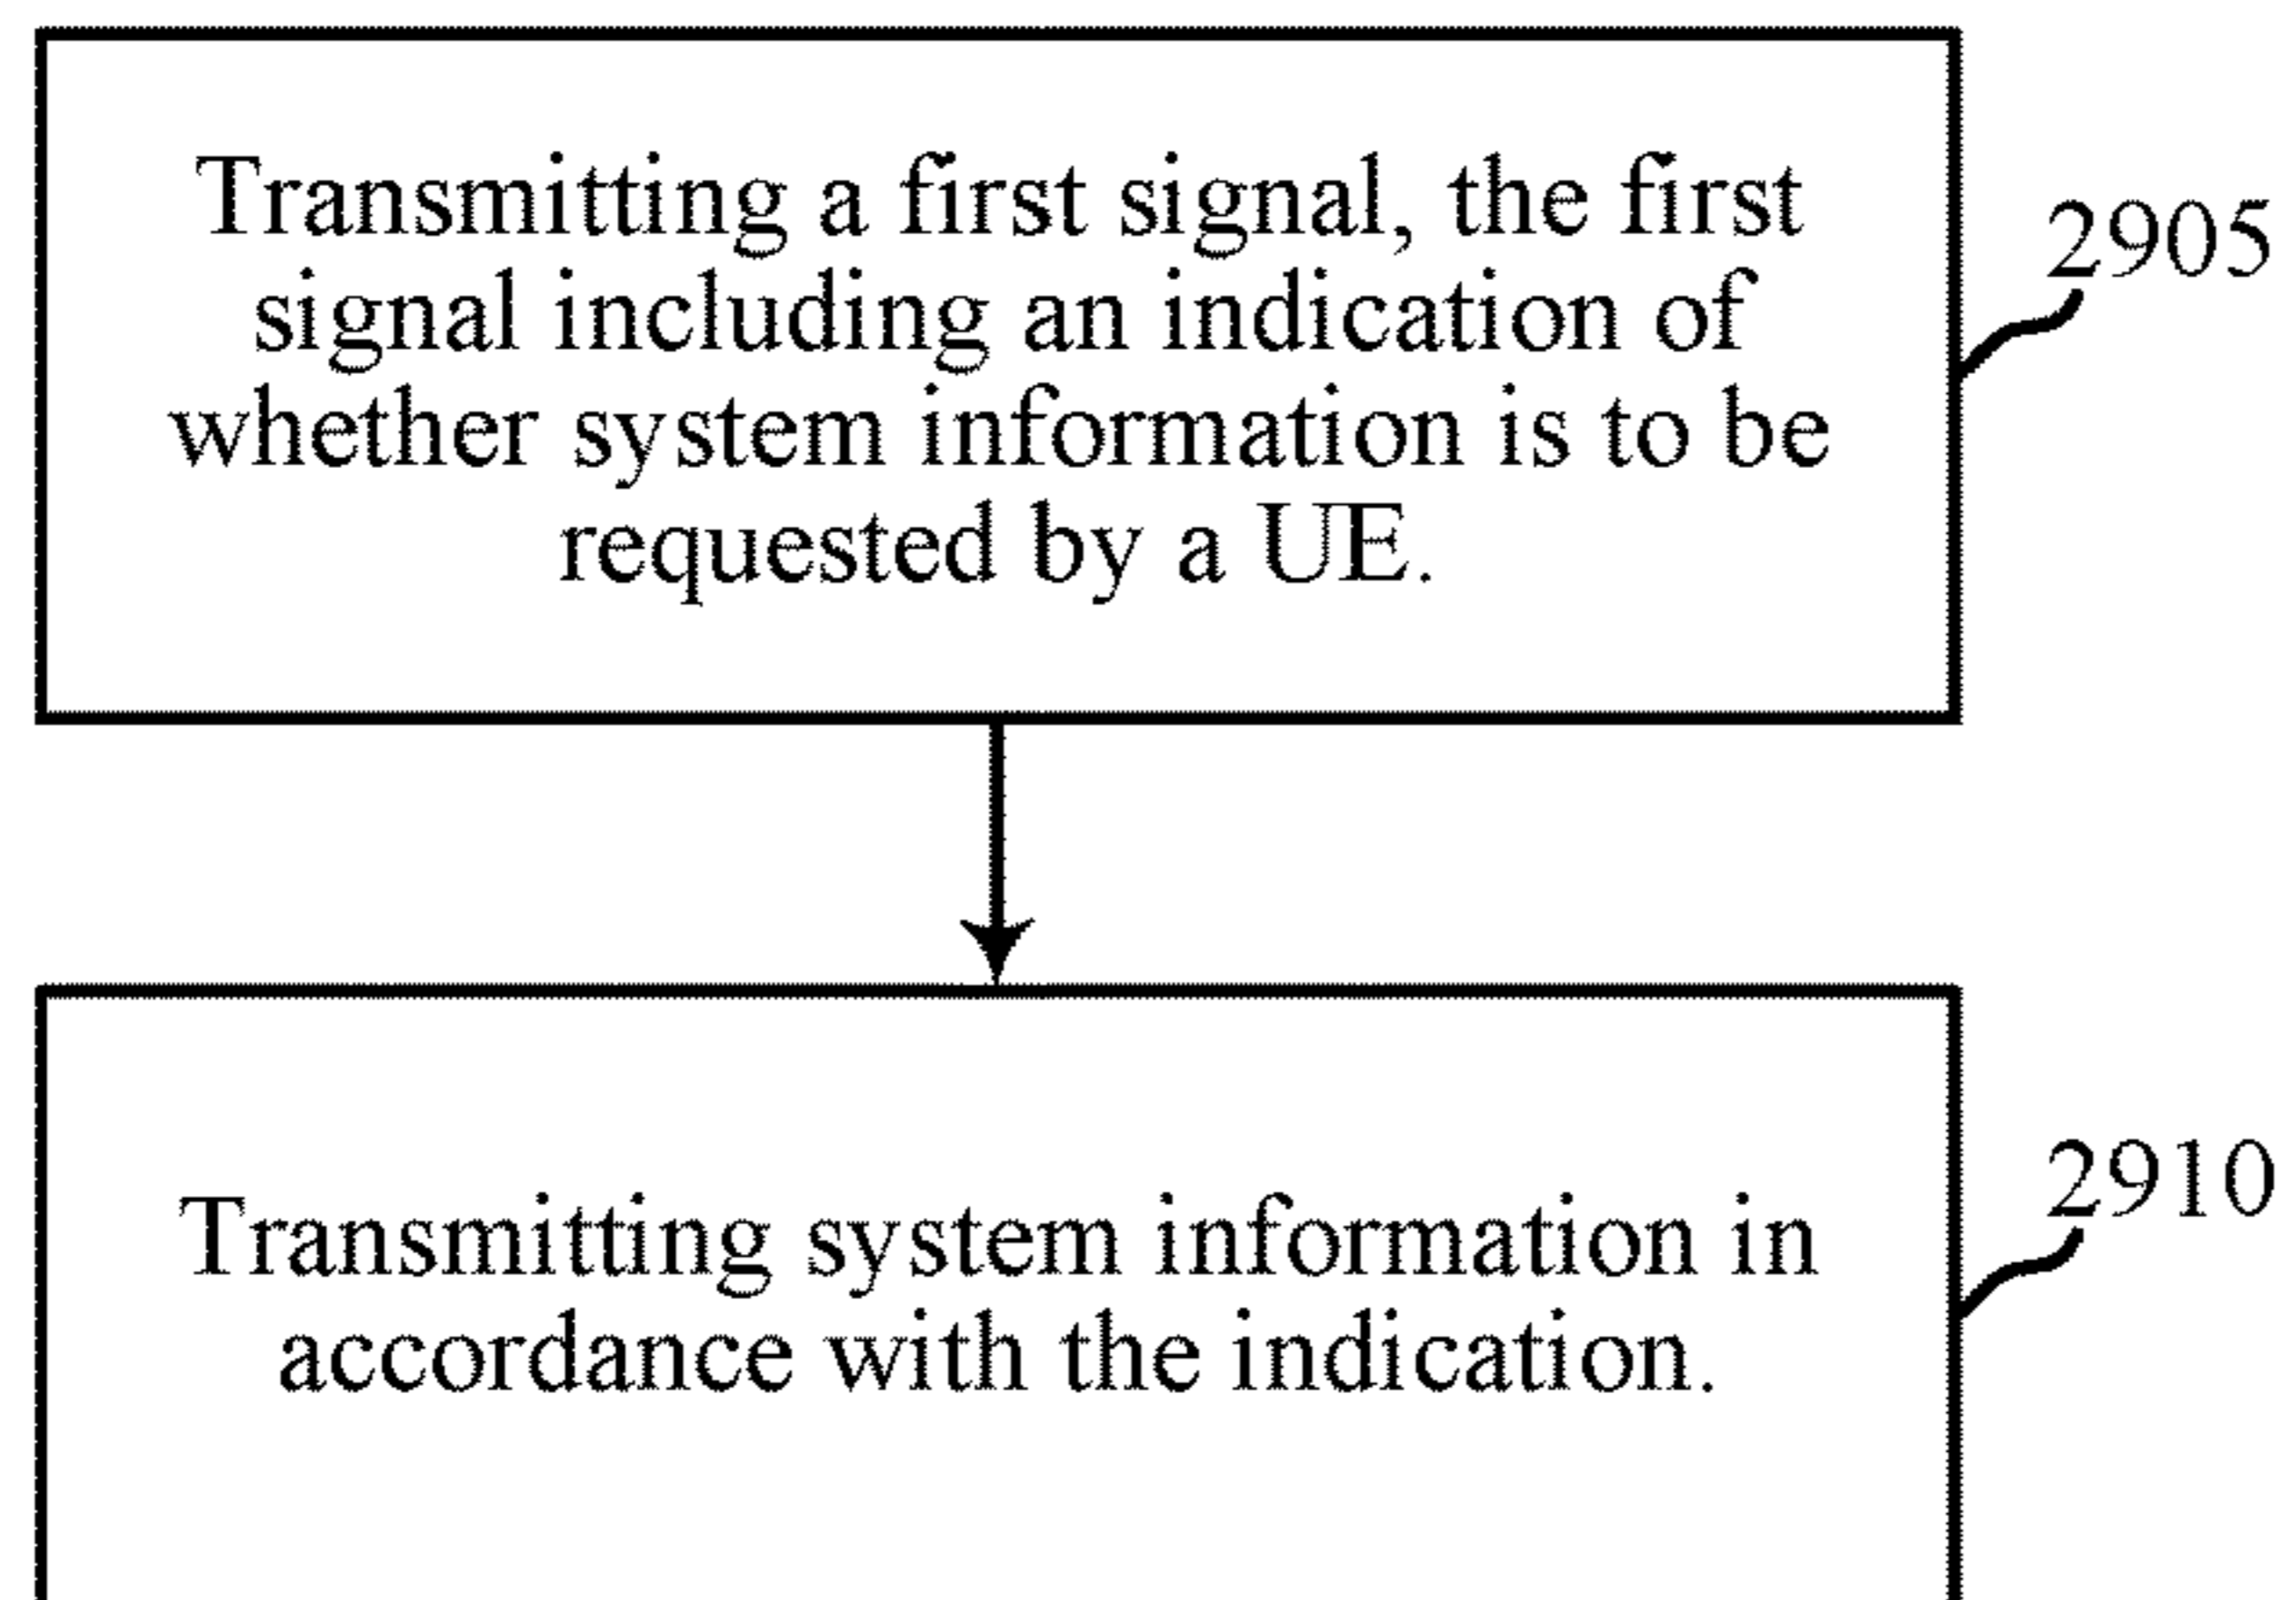 Transmitting a first signal, the first
signal including an indication of
whether system information is to be
requested by a UE.
2905
Transmitting system information in
accordance with the indication.
2910